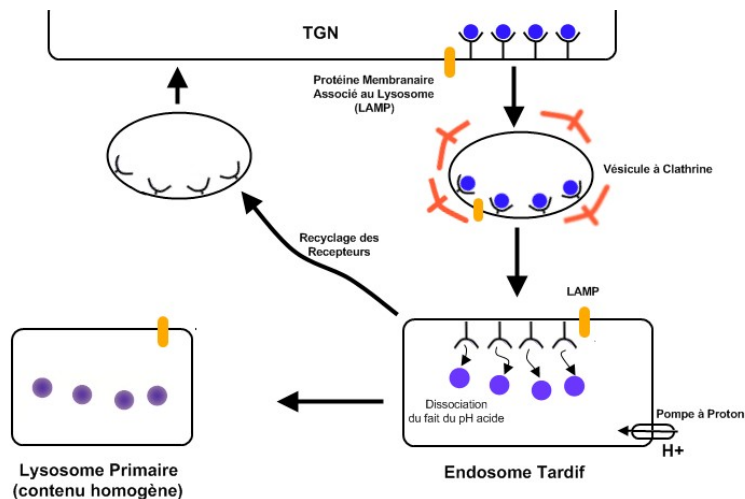 TGN
Protéine Membranaire
Associé au Lysosome
(LAMP)
Vésicule à Clathrine
Recyclage des
Recepteurs
LAMP
Dissociation
du fait du pH acide
Pompe à Proton
H+
Lysosome Primaire
(contenu homogène)
Endosome Tardif